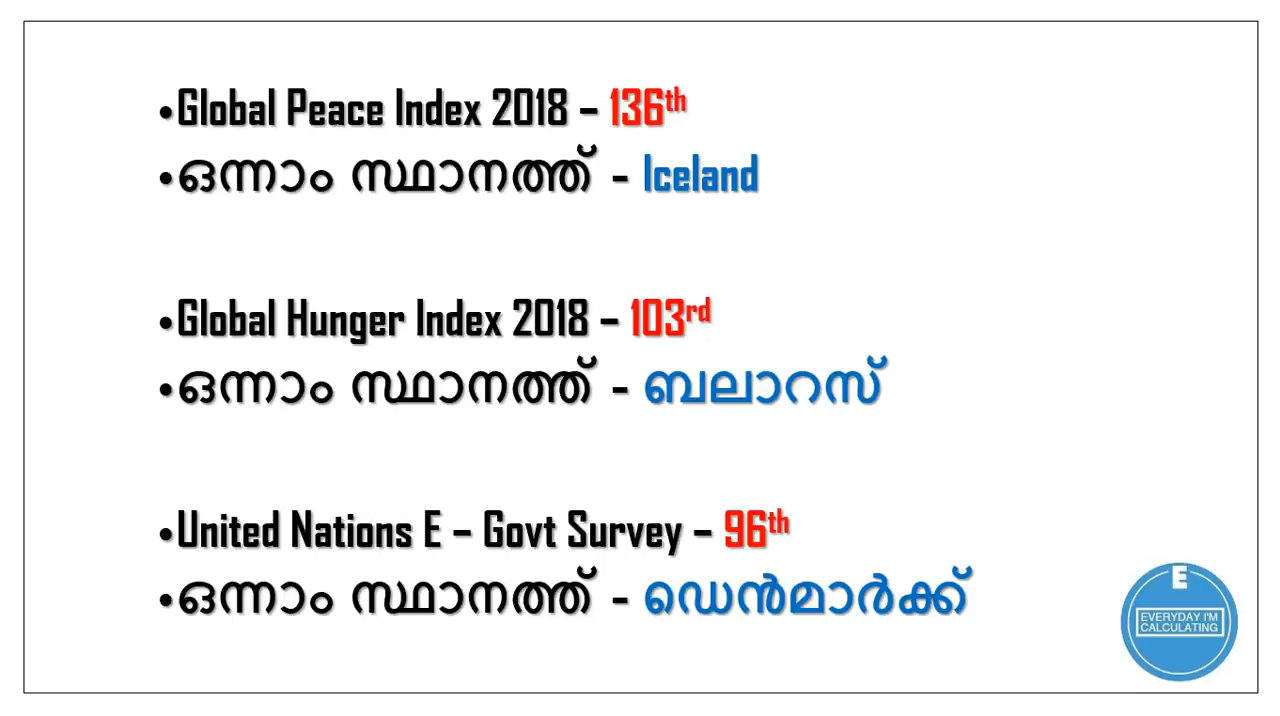 •Global Peace Index 2018 – 136th
•ഒന്നാം സ്ഥാനത്ത് - Iceland
•Global Hunger Index 2018 – 103rd
•ഒന്നാം സ്ഥാനത്ത് - ബലാറസ്
•United Nations E – Govt Survey – 96th
•ഒന്നാം സ്ഥാനത്ത് - ഡെൻമാർക്ക്
E
EVERYDAY I'M
CALCULATING